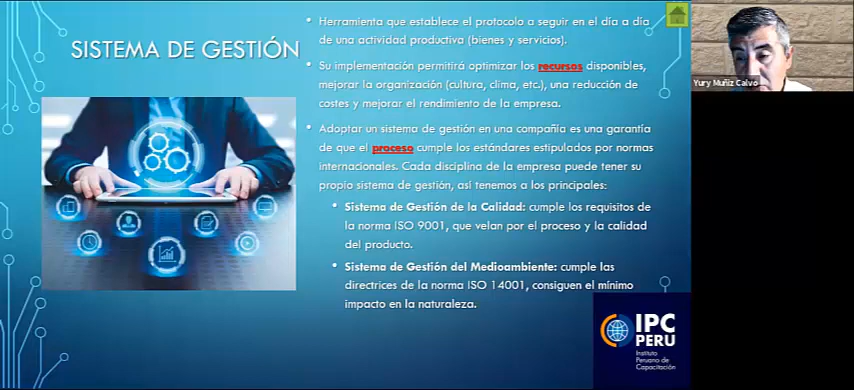 SISTEMA DE GESTIÓN
• Herramienta que establece el protocolo a seguir en el día a día
de una actividad productiva (bienes y servicios).
• Su implementación permitirá optimizar los recursos disponibles,
mejorar la organización (cultura, clima, etc.), una reducción de
costes y mejorar el rendimiento de la empresa.
• Adoptar un sistema de gestión en una compañía es una garantía
de que el proceso cumple los estándares estipulados por normas
internacionales. Cada disciplina de la empresa puede tener su
propio sistema de gestión, así tenemos a los principales:
• Sistema de Gestión de la Calidad: cumple los requisitos de
la norma ISO 9001, que velan por el proceso y la calidad
del producto.
• Sistema de Gestión del Medioambiente: cumple las
directrices de la norma ISO 14001, consiguen el mínimo
impacto en la naturaleza.
IPC
PERU
Instituto
Peruano de
Capacitación
Yury Muñiz Calvo